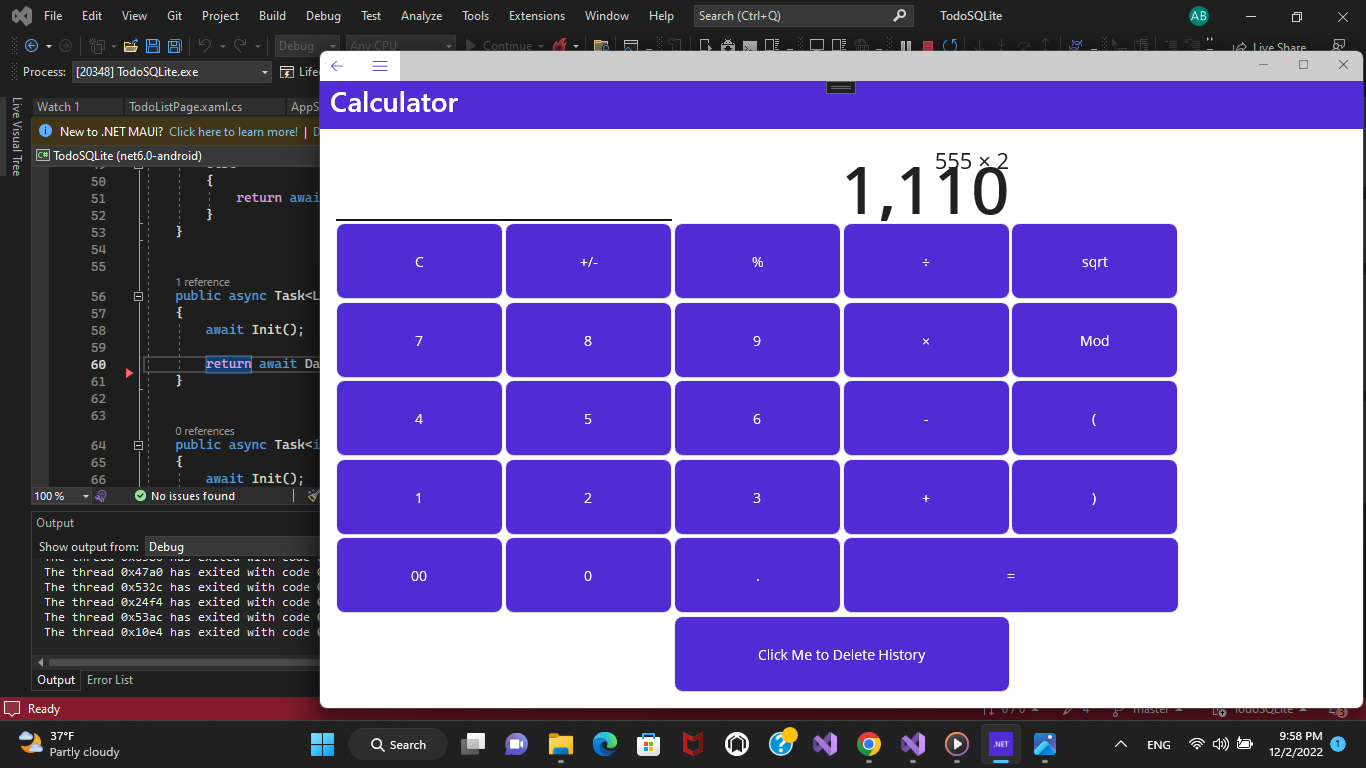 File Edit View Git Project Build Debug Test Analyze Tools Extensions Window Help Search (Ctrl+Q) TodoSQLite AB
Debug Any CPU Continue Live Share
Process: [20348] TodoSQLite.exe
Calculator
Live Visual Tree
Watch 1 TodoListPage.xaml.cs AppS
New to .NET MAUI? Click here to learn more! | D
C# TodoSQLite (net6.0-android)
50 {
51 return awai
52 }
53 }
54
55
1 reference
56 public async Task<L
57 {
58 await Init();
59
60 return await Da
61 }
62
63
0 references
64 public async Task<i
65 {
66 await Init();
100 % No issues found
Output
Show output from: Debug
The thread 0x47a0 has exited with code
The thread 0x532c has exited with code
The thread 0x24f4 has exited with code
The thread 0x53ac has exited with code
The thread 0x10e4 has exited with code
Output Error List
Ready
555 × 2
1,110
C +/- % ÷ sqrt
7 8 9 × Mod
4 5 6 - (
1 2 3 + )
00 0 . =
Click Me to Delete History
0 / 0 4 master TodoSQLite 3
37°F
Partly cloudy
Search
.NET
ENG
9:58 PM
12/2/2022
1